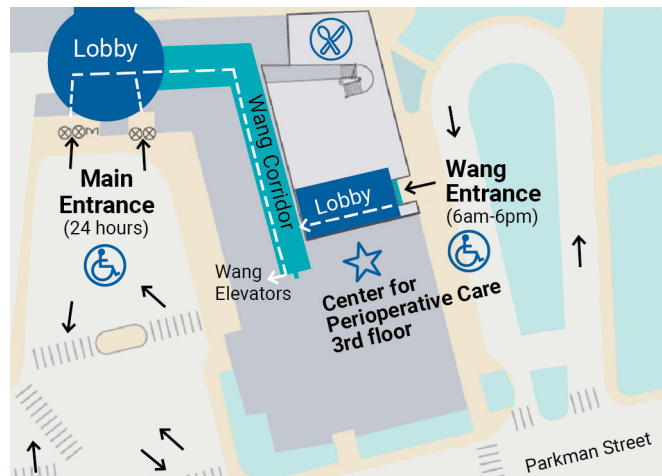 Lobby
Wang Corridor
Main
Entrance
(24 hours)
Lobby
Wang
Entrance
(6am-6pm)
Wang
Elevators
Center for
Perioperative Care
3rd floor
Parkman Street